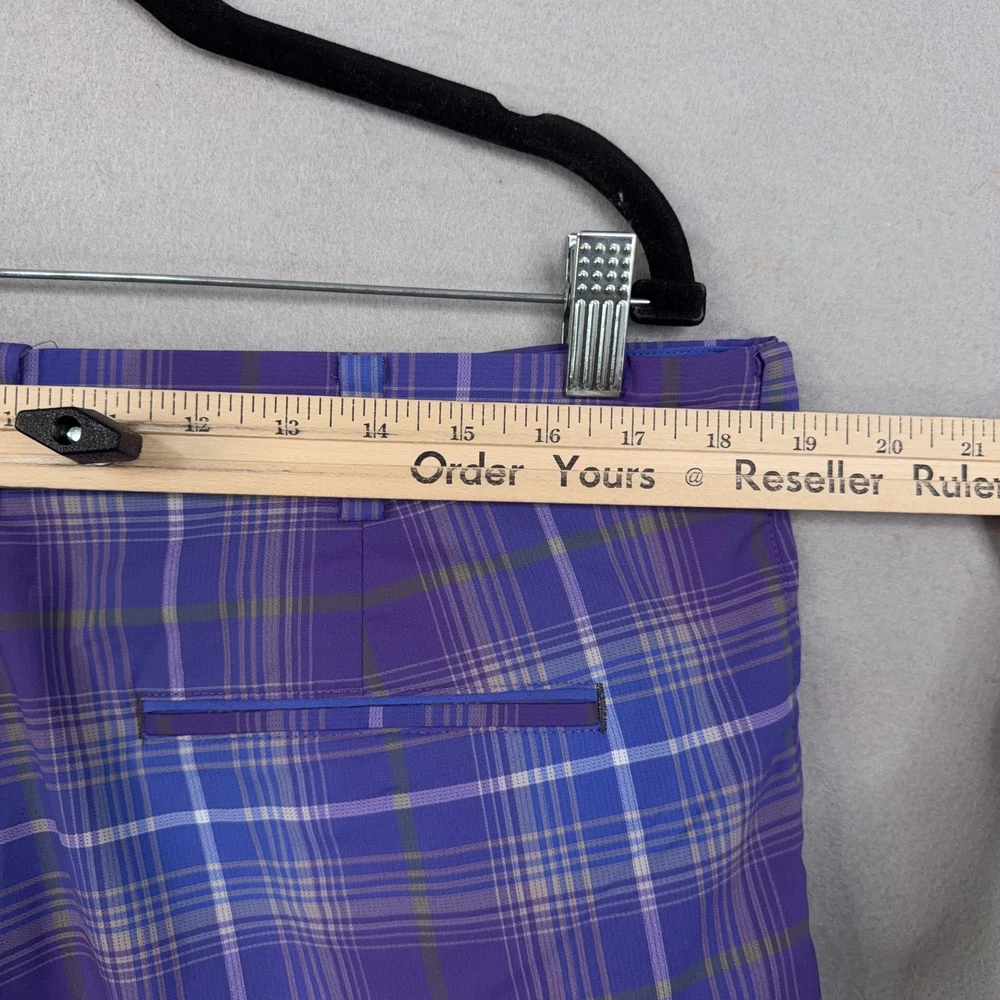 12 13 14 15 16 17 18 19 20 21
Order Yours @ Reseller Ruler